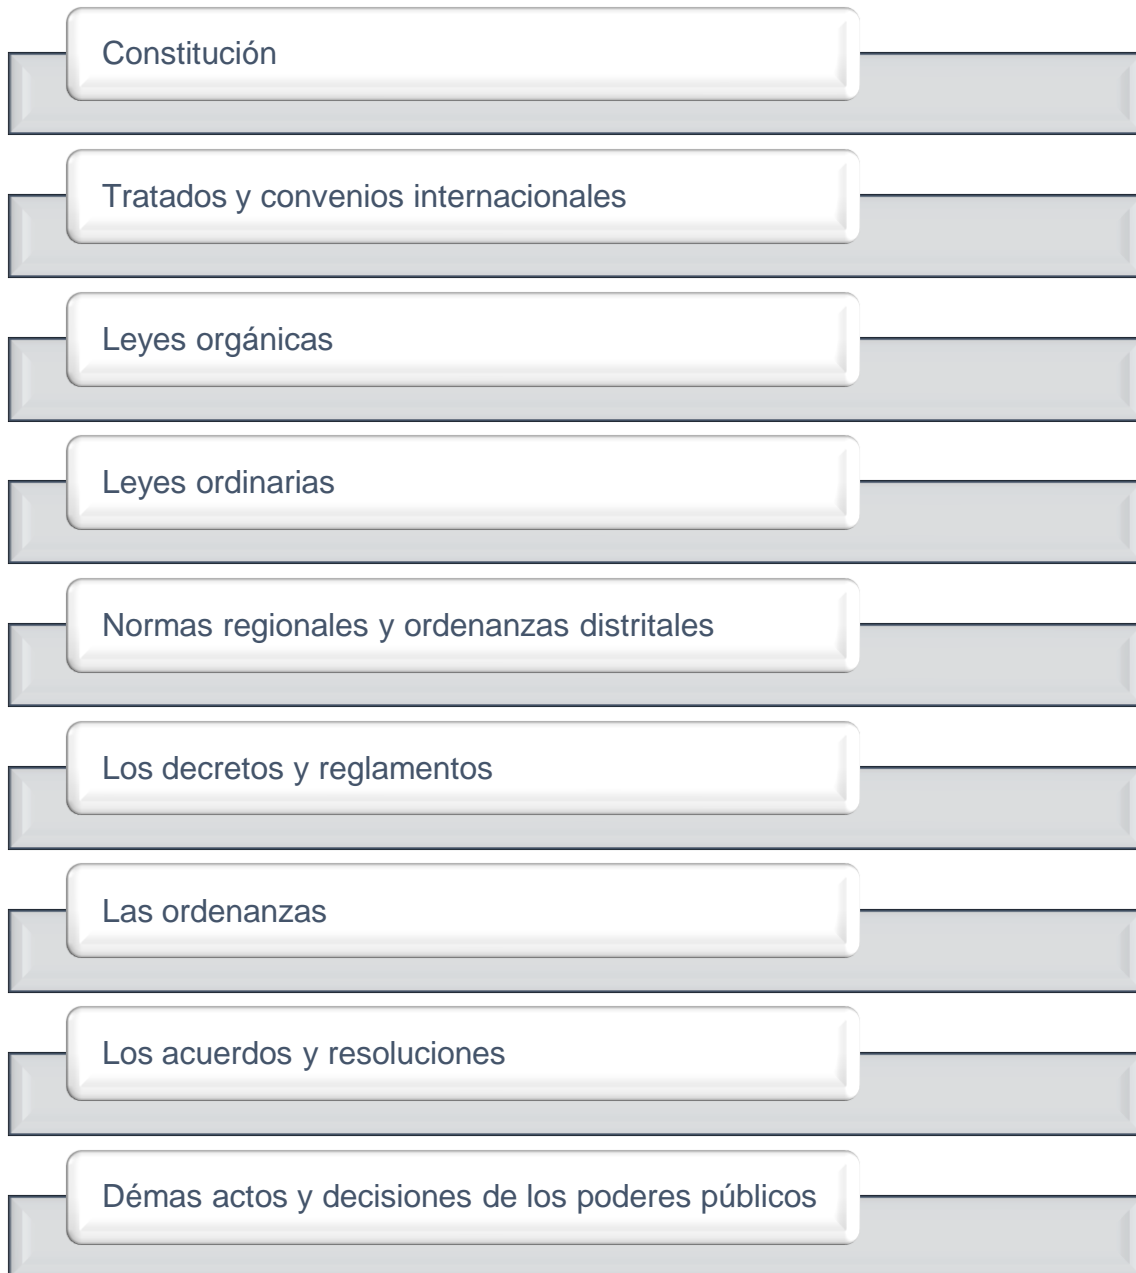 Constitución
Tratados y convenios internacionales
Leyes orgánicas
Leyes ordinarias
Normas regionales y ordenanzas distritales
Los decretos y reglamentos
Las ordenanzas
Los acuerdos y resoluciones
Démas actos y decisiones de los poderes públicos